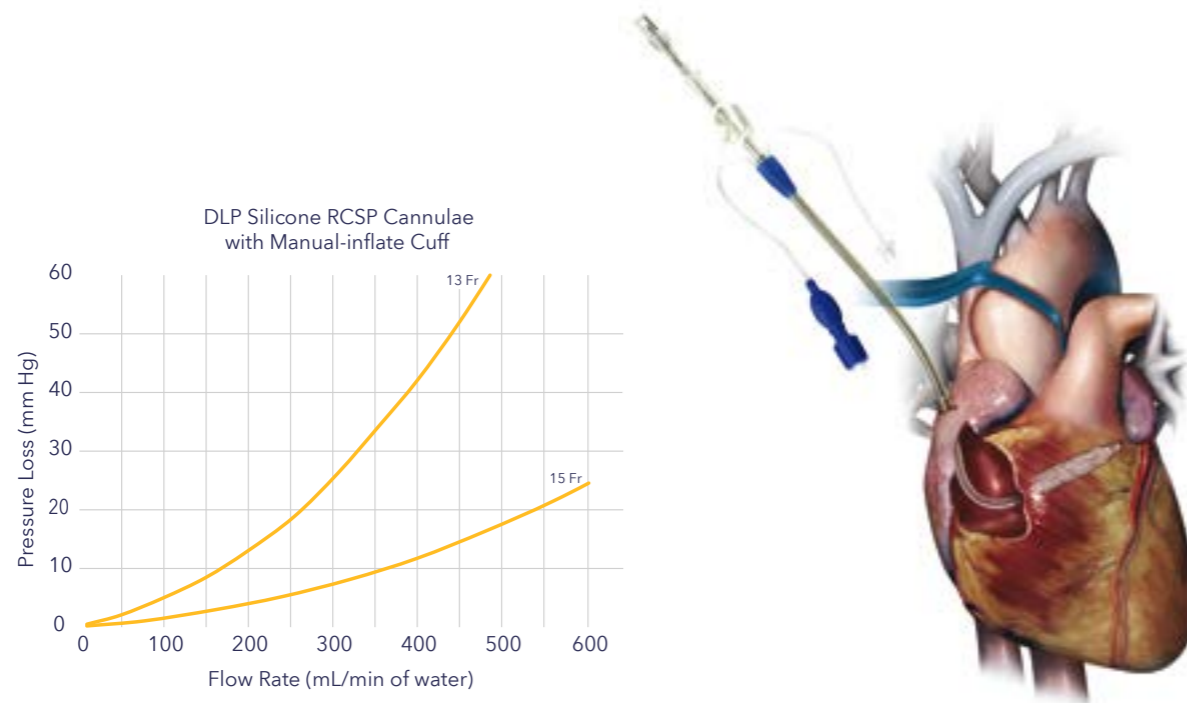 DLP Silicone RCSP Cannulae
with Manual-inflate Cuff
Pressure Loss (mm Hg)
60
50
40
30
20
10
0
13 Fr
15 Fr
0 100 200 300 400 500 600
Flow Rate (mL/min of water)